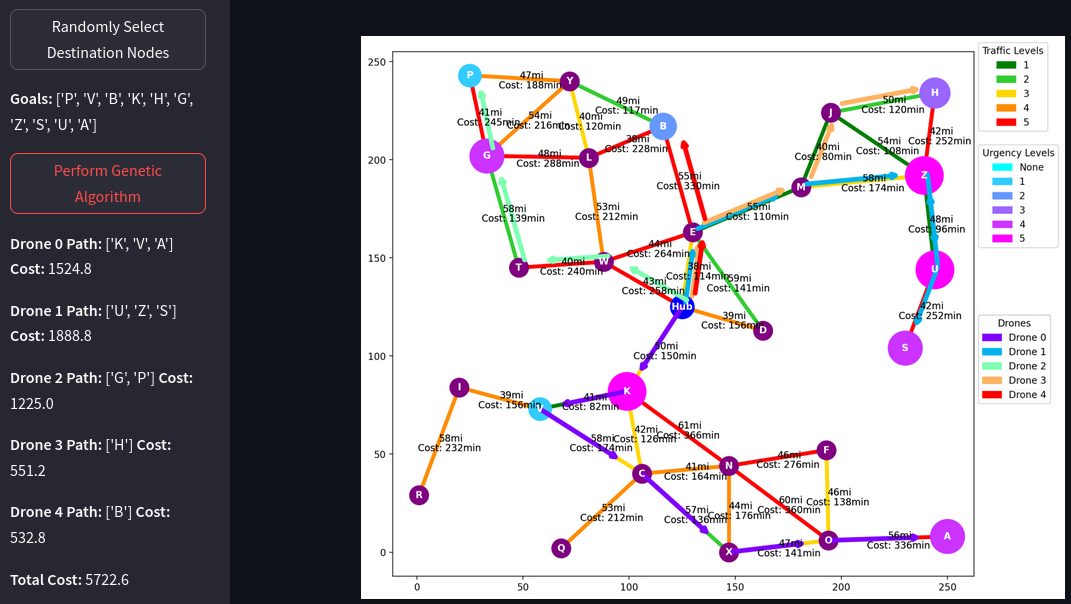 Randomly Select
Destination Nodes
Goals: ['P', 'V', 'B', 'K', 'H', 'G',
'Z', 'S', 'U', 'A']
Perform Genetic
Algorithm
Drone 0 Path: ['K', 'V', 'A']
Cost: 1524.8
Drone 1 Path: ['U', 'Z', 'S']
Cost: 1888.8
Drone 2 Path: ['G', 'P'] Cost:
1225.0
Drone 3 Path: ['H'] Cost:
551.2
Drone 4 Path: ['B'] Cost:
532.8
Total Cost: 5722.6
250
200
150
100
50
0
0
50
100
150
200
250
P
Y
G
L
B
J
H
Z
M
E
T
W
Hub
D
U
S
K
I
R
C
N
F
Q
X
O
A
47mi
Cost: 188min
41mi
Cost: 245min
54mi
Cost: 216min
40mi
Cost: 120min
49mi
Cost: 117min
38mi
Cost: 228min
48mi
Cost: 288min
53mi
Cost: 212min
58mi
Cost: 139min
40mi
Cost: 240min
44mi
Cost: 264min
43mi
Cost: 258min
38mi
Cost: 114min
55mi
Cost: 330min
59mi
Cost: 141min
39mi
Cost: 156min
55mi
Cost: 110min
40mi
Cost: 80min
58mi
Cost: 174min
54mi
Cost: 108min
50mi
Cost: 120min
42mi
Cost: 252min
48mi
Cost: 96min
42mi
Cost: 252min
50mi
Cost: 150min
41mi
Cost: 82min
39mi
Cost: 156min
58mi
Cost: 232min
58mi
Cost: 174min
42mi
Cost: 126min
61mi
Cost: 366min
41mi
Cost: 164min
53mi
Cost: 212min
57mi
Cost: 136min
44mi
Cost: 176min
46mi
Cost: 276min
60mi
Cost: 360min
46mi
Cost: 138min
47mi
Cost: 141min
56mi
Cost: 336min
Traffic Levels
1
2
3
4
5
Urgency Levels
None
1
2
3
4
5
Drones
Drone 0
Drone 1
Drone 2
Drone 3
Drone 4